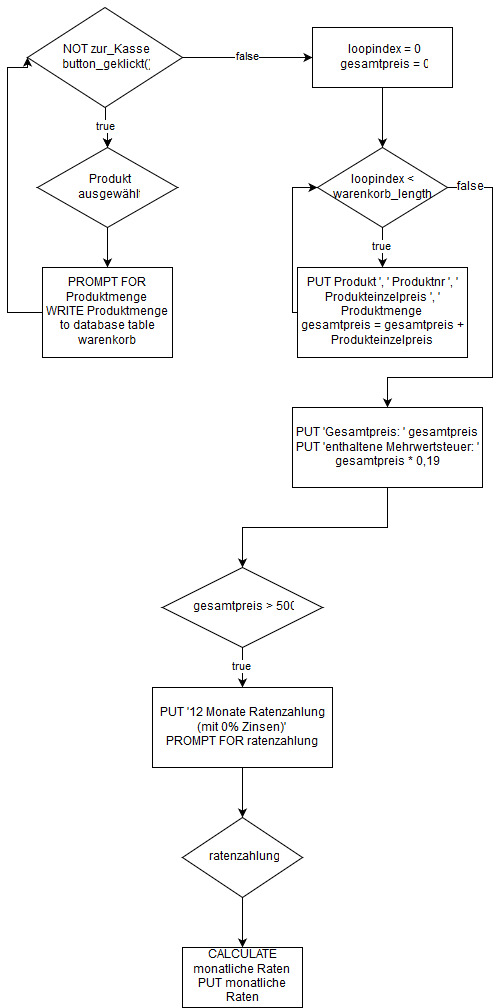 NOT zur_Kasse
button_geklickt()
false
loopindex = 0
gesamtpreis = 0
true
Produkt
ausgewähl
loopindex <
warenkorb_length
false
true
PROMPT FOR
Produktmenge
WRITE Produktmenge
to database table
warenkorb
PUT Produkt ', ' Produktnr ', '
Produkteinzelpreis ', '
Produktmenge
gesamtpreis = gesamtpreis +
Produkteinzelpreis
PUT 'Gesamtpreis: ' gesamtpreis
PUT 'enthaltene Mehrwertsteuer: '
gesamtpreis * 0,19
gesamtpreis > 500
true
PUT '12 Monate Ratenzahlung
(mit 0% Zinsen)'
PROMPT FOR ratenzahlung
ratenzahlung
CALCULATE
monatliche Raten
PUT monatliche
Raten